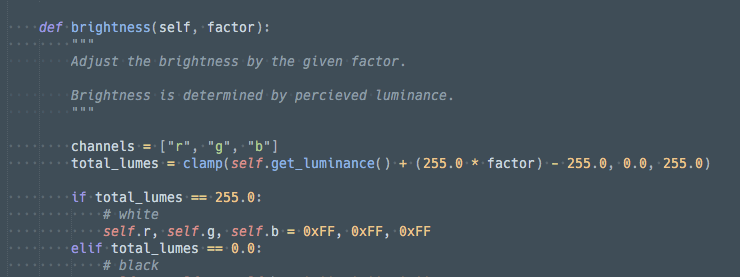 def brightness(self, factor):
"""
Adjust the brightness by the given factor.
Brightness is determined by percieved luminance.
"""
channels = ["r", "g", "b"]
total_lumes = clamp(self.get_luminance() + (255.0 * factor) - 255.0, 0.0, 255.0)
if total_lumes == 255.0:
# white
self.r, self.g, self.b = 0xFF, 0xFF, 0xFF
elif total_lumes == 0.0:
# black